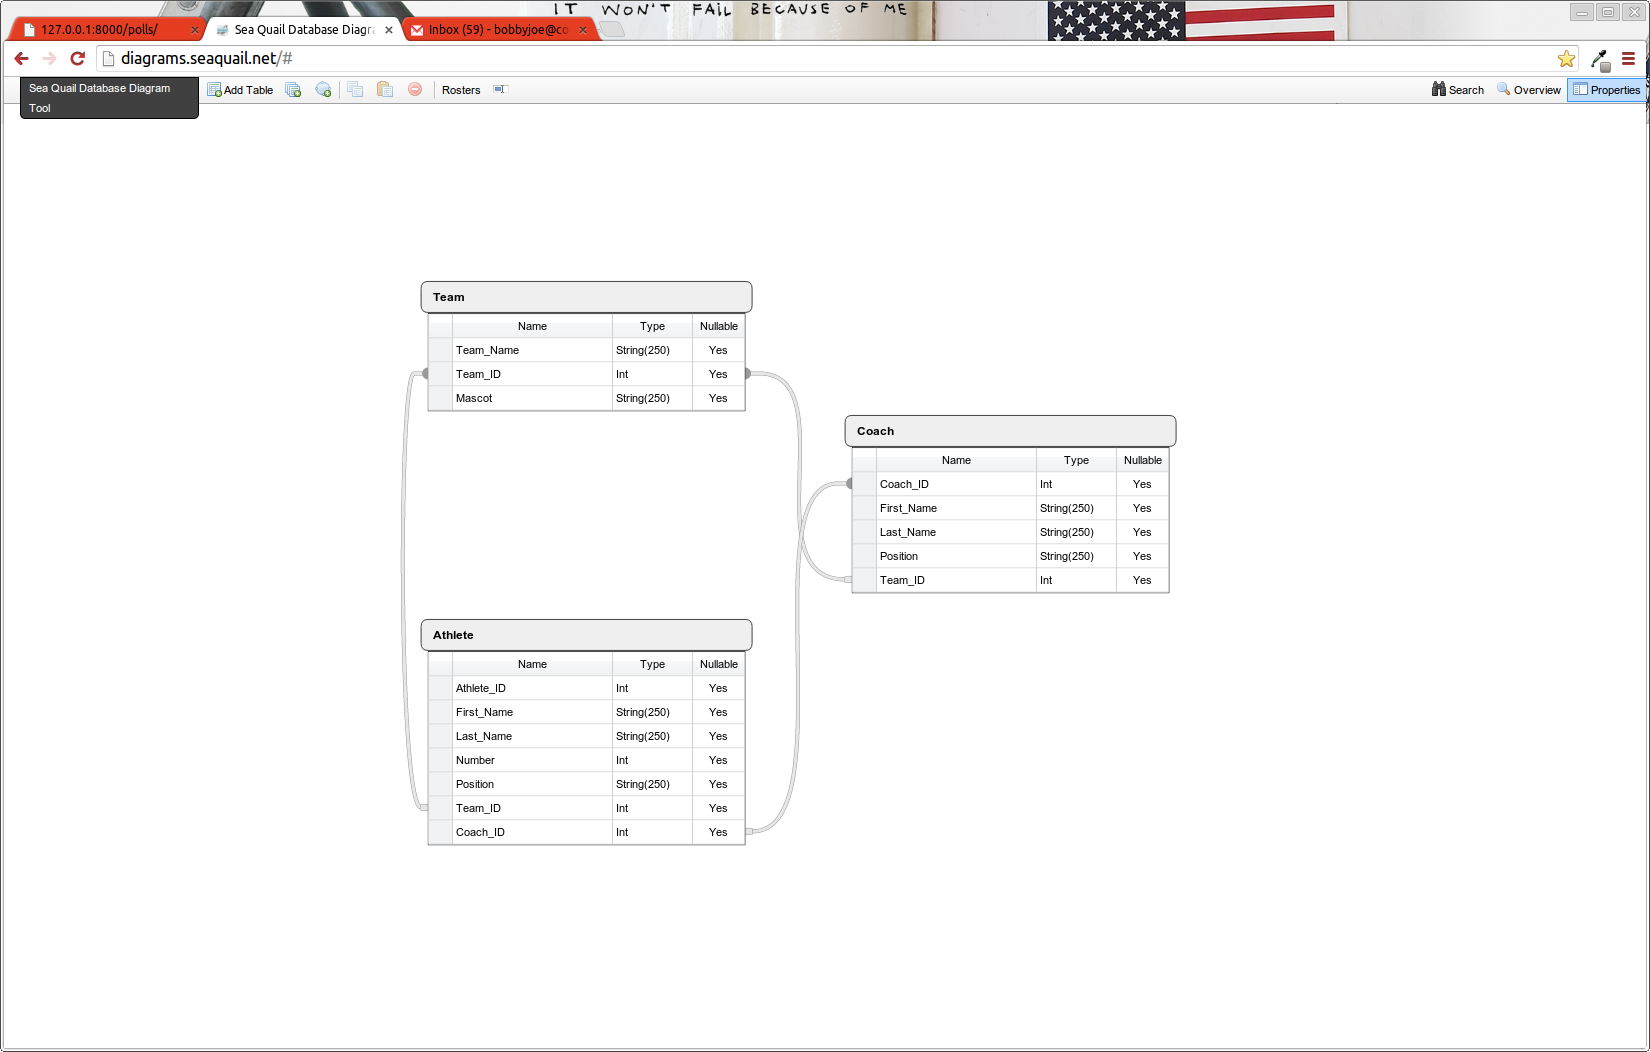 IT WON'T FAIL BECAUSE OF ME
127.0.0.1:8000/polls/
Sea Quail Database Diagr
Inbox (59) - bobbyjoe@co
diagrams.seaquail.net/#
Sea Quail Database Diagram
Tool
Add Table
Rosters
Search
Overview
Properties
Team
Name Type Nullable
Team_Name String(250) Yes
Team_ID Int Yes
Mascot String(250) Yes
Coach
Name Type Nullable
Coach_ID Int Yes
First_Name String(250) Yes
Last_Name String(250) Yes
Position String(250) Yes
Team_ID Int Yes
Athlete
Name Type Nullable
Athlete_ID Int Yes
First_Name String(250) Yes
Last_Name String(250) Yes
Number Int Yes
Position String(250) Yes
Team_ID Int Yes
Coach_ID Int Yes